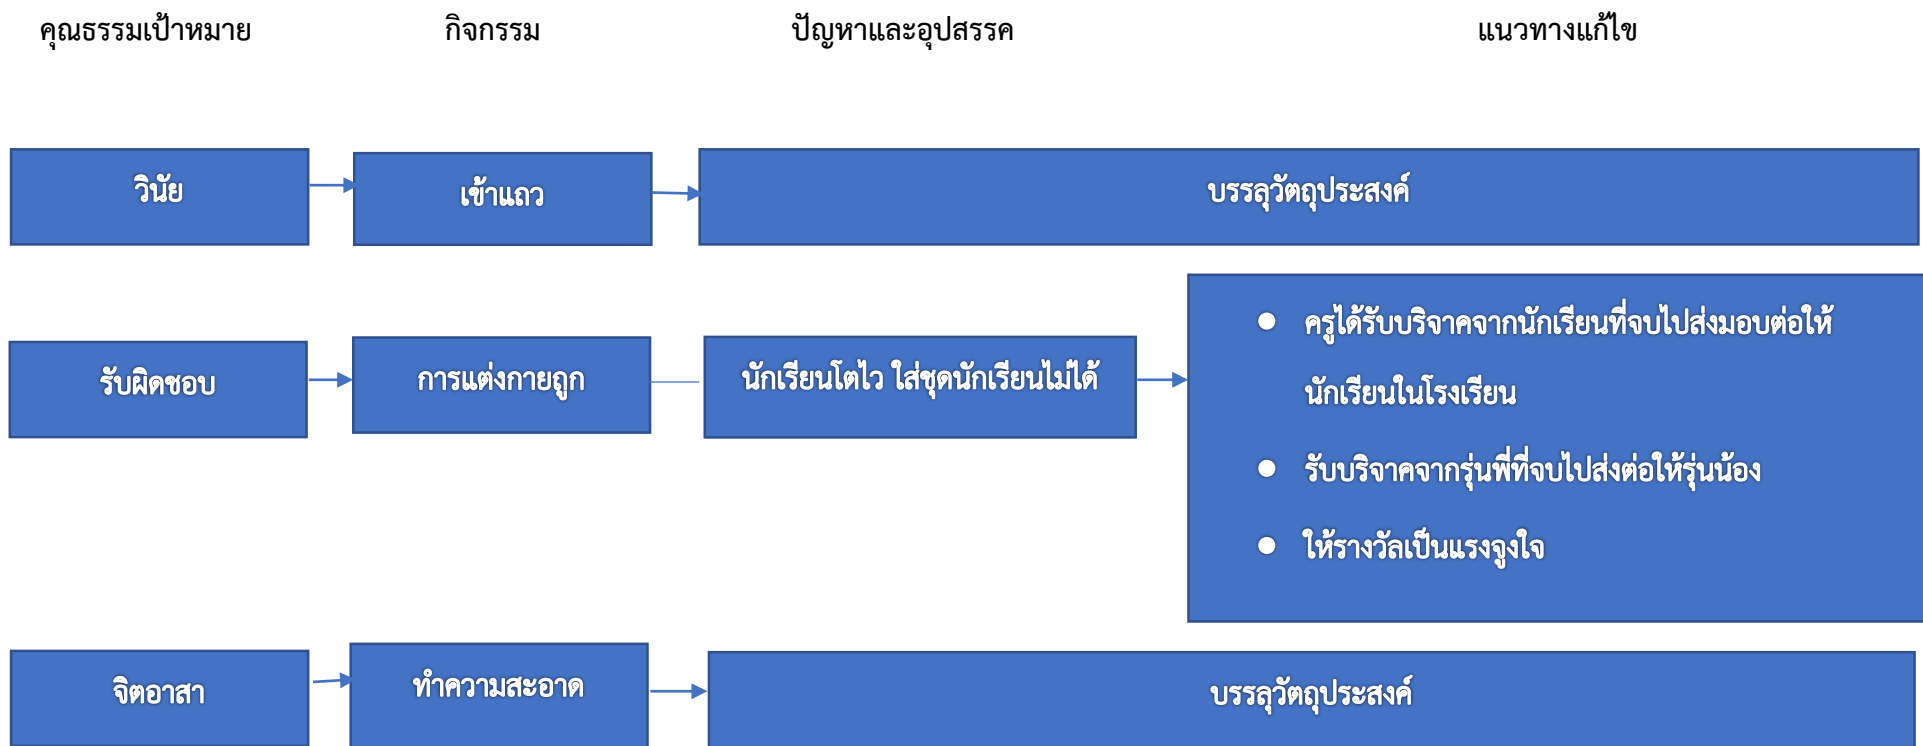 คุณธรรมเป้าหมาย กิจกรรม ปัญหาและอุปสรรค แนวทางแก้ไข
วินัย เข้าแถว บรรลุวัตถุประสงค์
รับผิดชอบ การแต่งกายถูก นักเรียนโตไว ใส่ชุดนักเรียนไม่ได้
● ครูได้รับบริจาคจากนักเรียนที่จบไปส่งมอบต่อให้
นักเรียนในโรงเรียน
● รับบริจาคจากรุ่นพี่ที่จบไปส่งต่อให้รุ่นน้อง
● ให้รางวัลเป็นแรงจูงใจ
จิตอาสา ทำความสะอาด บรรลุวัตถุประสงค์